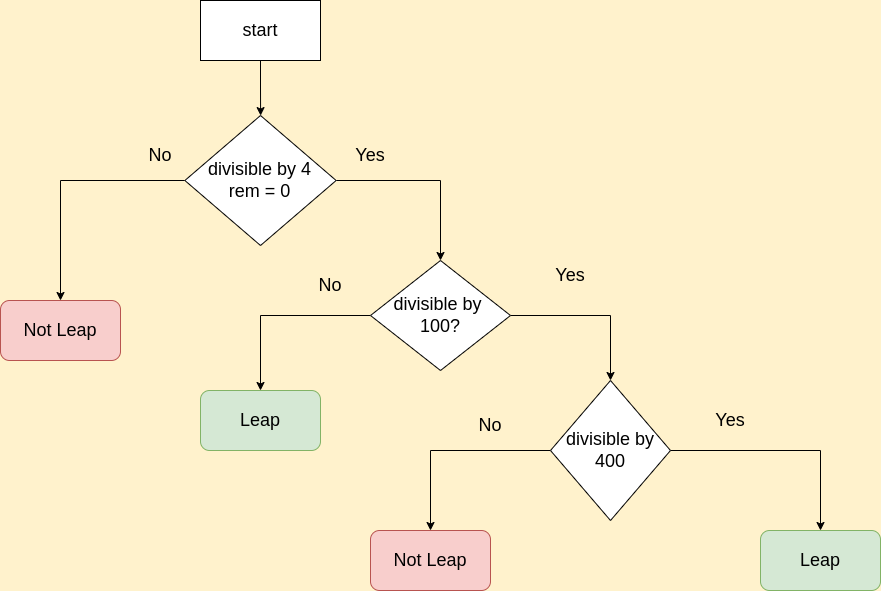 start
No
Yes
divisible by 4
rem = 0
No
Yes
divisible by
100?
Not Leap
Leap
No
Yes
divisible by
400
Not Leap
Leap